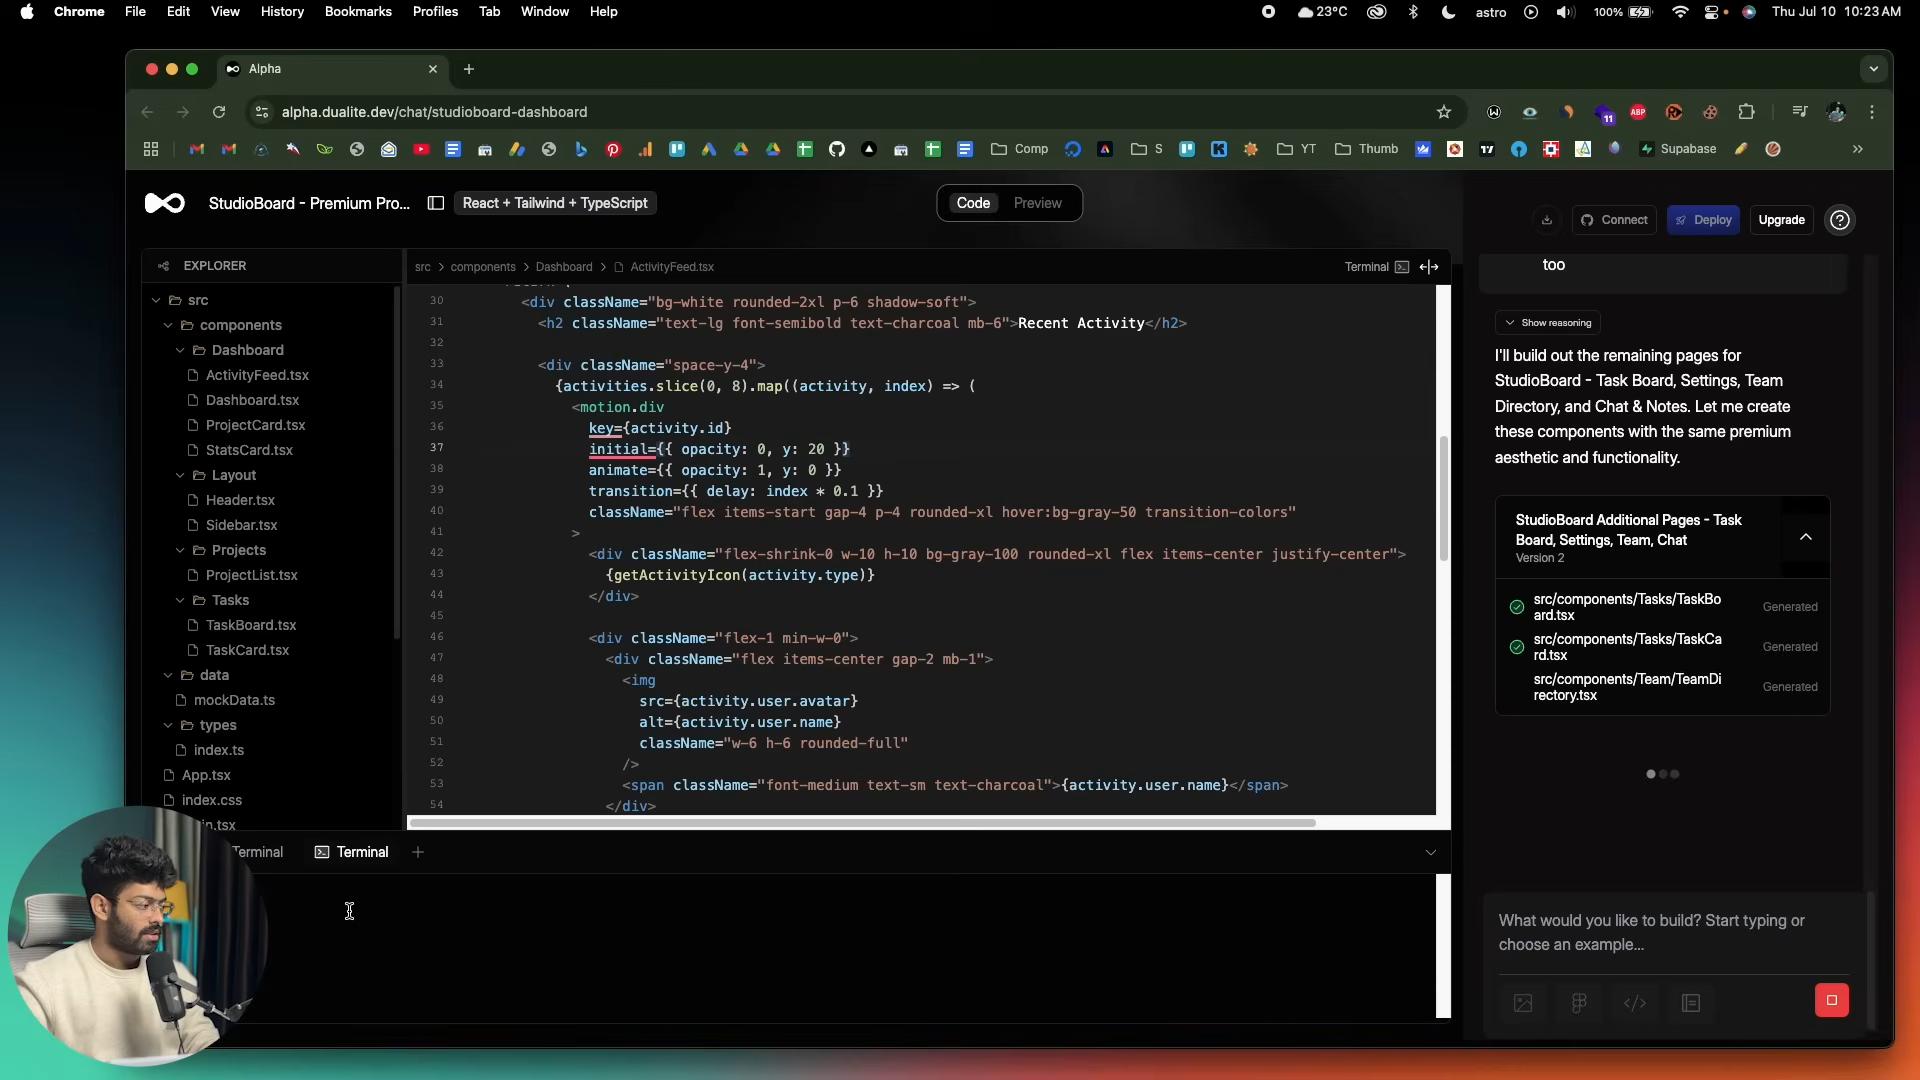 Chrome File Edit View History Bookmarks Profiles Tab Window Help
23°C astro 100% Thu Jul 10 10:23 AM
Alpha
alpha.dualite.dev/chat/studioboard-dashboard
ABP 11
Comp S YT Thumb Supabase
StudioBoard - Premium Pro... React + Tailwind + TypeScript
Code Preview
Connect Deploy Upgrade
EXPLORER
src
components
Dashboard
ActivityFeed.tsx
Dashboard.tsx
ProjectCard.tsx
StatsCard.tsx
Layout
Header.tsx
Sidebar.tsx
Projects
ProjectList.tsx
Tasks
TaskBoard.tsx
TaskCard.tsx
data
mockData.ts
types
index.ts
App.tsx
index.css
in.tsx
src > components > Dashboard > ActivityFeed.tsx
Terminal
30 <div className="bg-white rounded-2xl p-6 shadow-soft">
31 <h2 className="text-lg font-semibold text-charcoal mb-6">Recent Activity</h2>
32
33 <div className="space-y-4">
34 {activities.slice(0, 8).map((activity, index) => (
35 <motion.div
36 key={activity.id}
37 initial={{ opacity: 0, y: 20 }}
38 animate={{ opacity: 1, y: 0 }}
39 transition={{ delay: index * 0.1 }}
40 className="flex items-start gap-4 p-4 rounded-xl hover:bg-gray-50 transition-colors"
41 >
42 <div className="flex-shrink-0 w-10 h-10 bg-gray-100 rounded-xl flex items-center justify-center">
43 {getActivityIcon(activity.type)}
44 </div>
45
46 <div className="flex-1 min-w-0">
47 <div className="flex items-center gap-2 mb-1">
48 <img
49 src={activity.user.avatar}
50 alt={activity.user.name}
51 className="w-6 h-6 rounded-full"
52 />
53 <span className="font-medium text-sm text-charcoal">{activity.user.name}</span>
54 </div>
Terminal Terminal
too
Show reasoning
I'll build out the remaining pages for
StudioBoard - Task Board, Settings, Team
Directory, and Chat & Notes. Let me create
these components with the same premium
aesthetic and functionality.
StudioBoard Additional Pages - Task
Board, Settings, Team, Chat
Version 2
src/components/Tasks/TaskBo
ard.tsx Generated
src/components/Tasks/TaskCa
rd.tsx Generated
src/components/Team/TeamDi
rectory.tsx Generated
What would you like to build? Start typing or
choose an example...